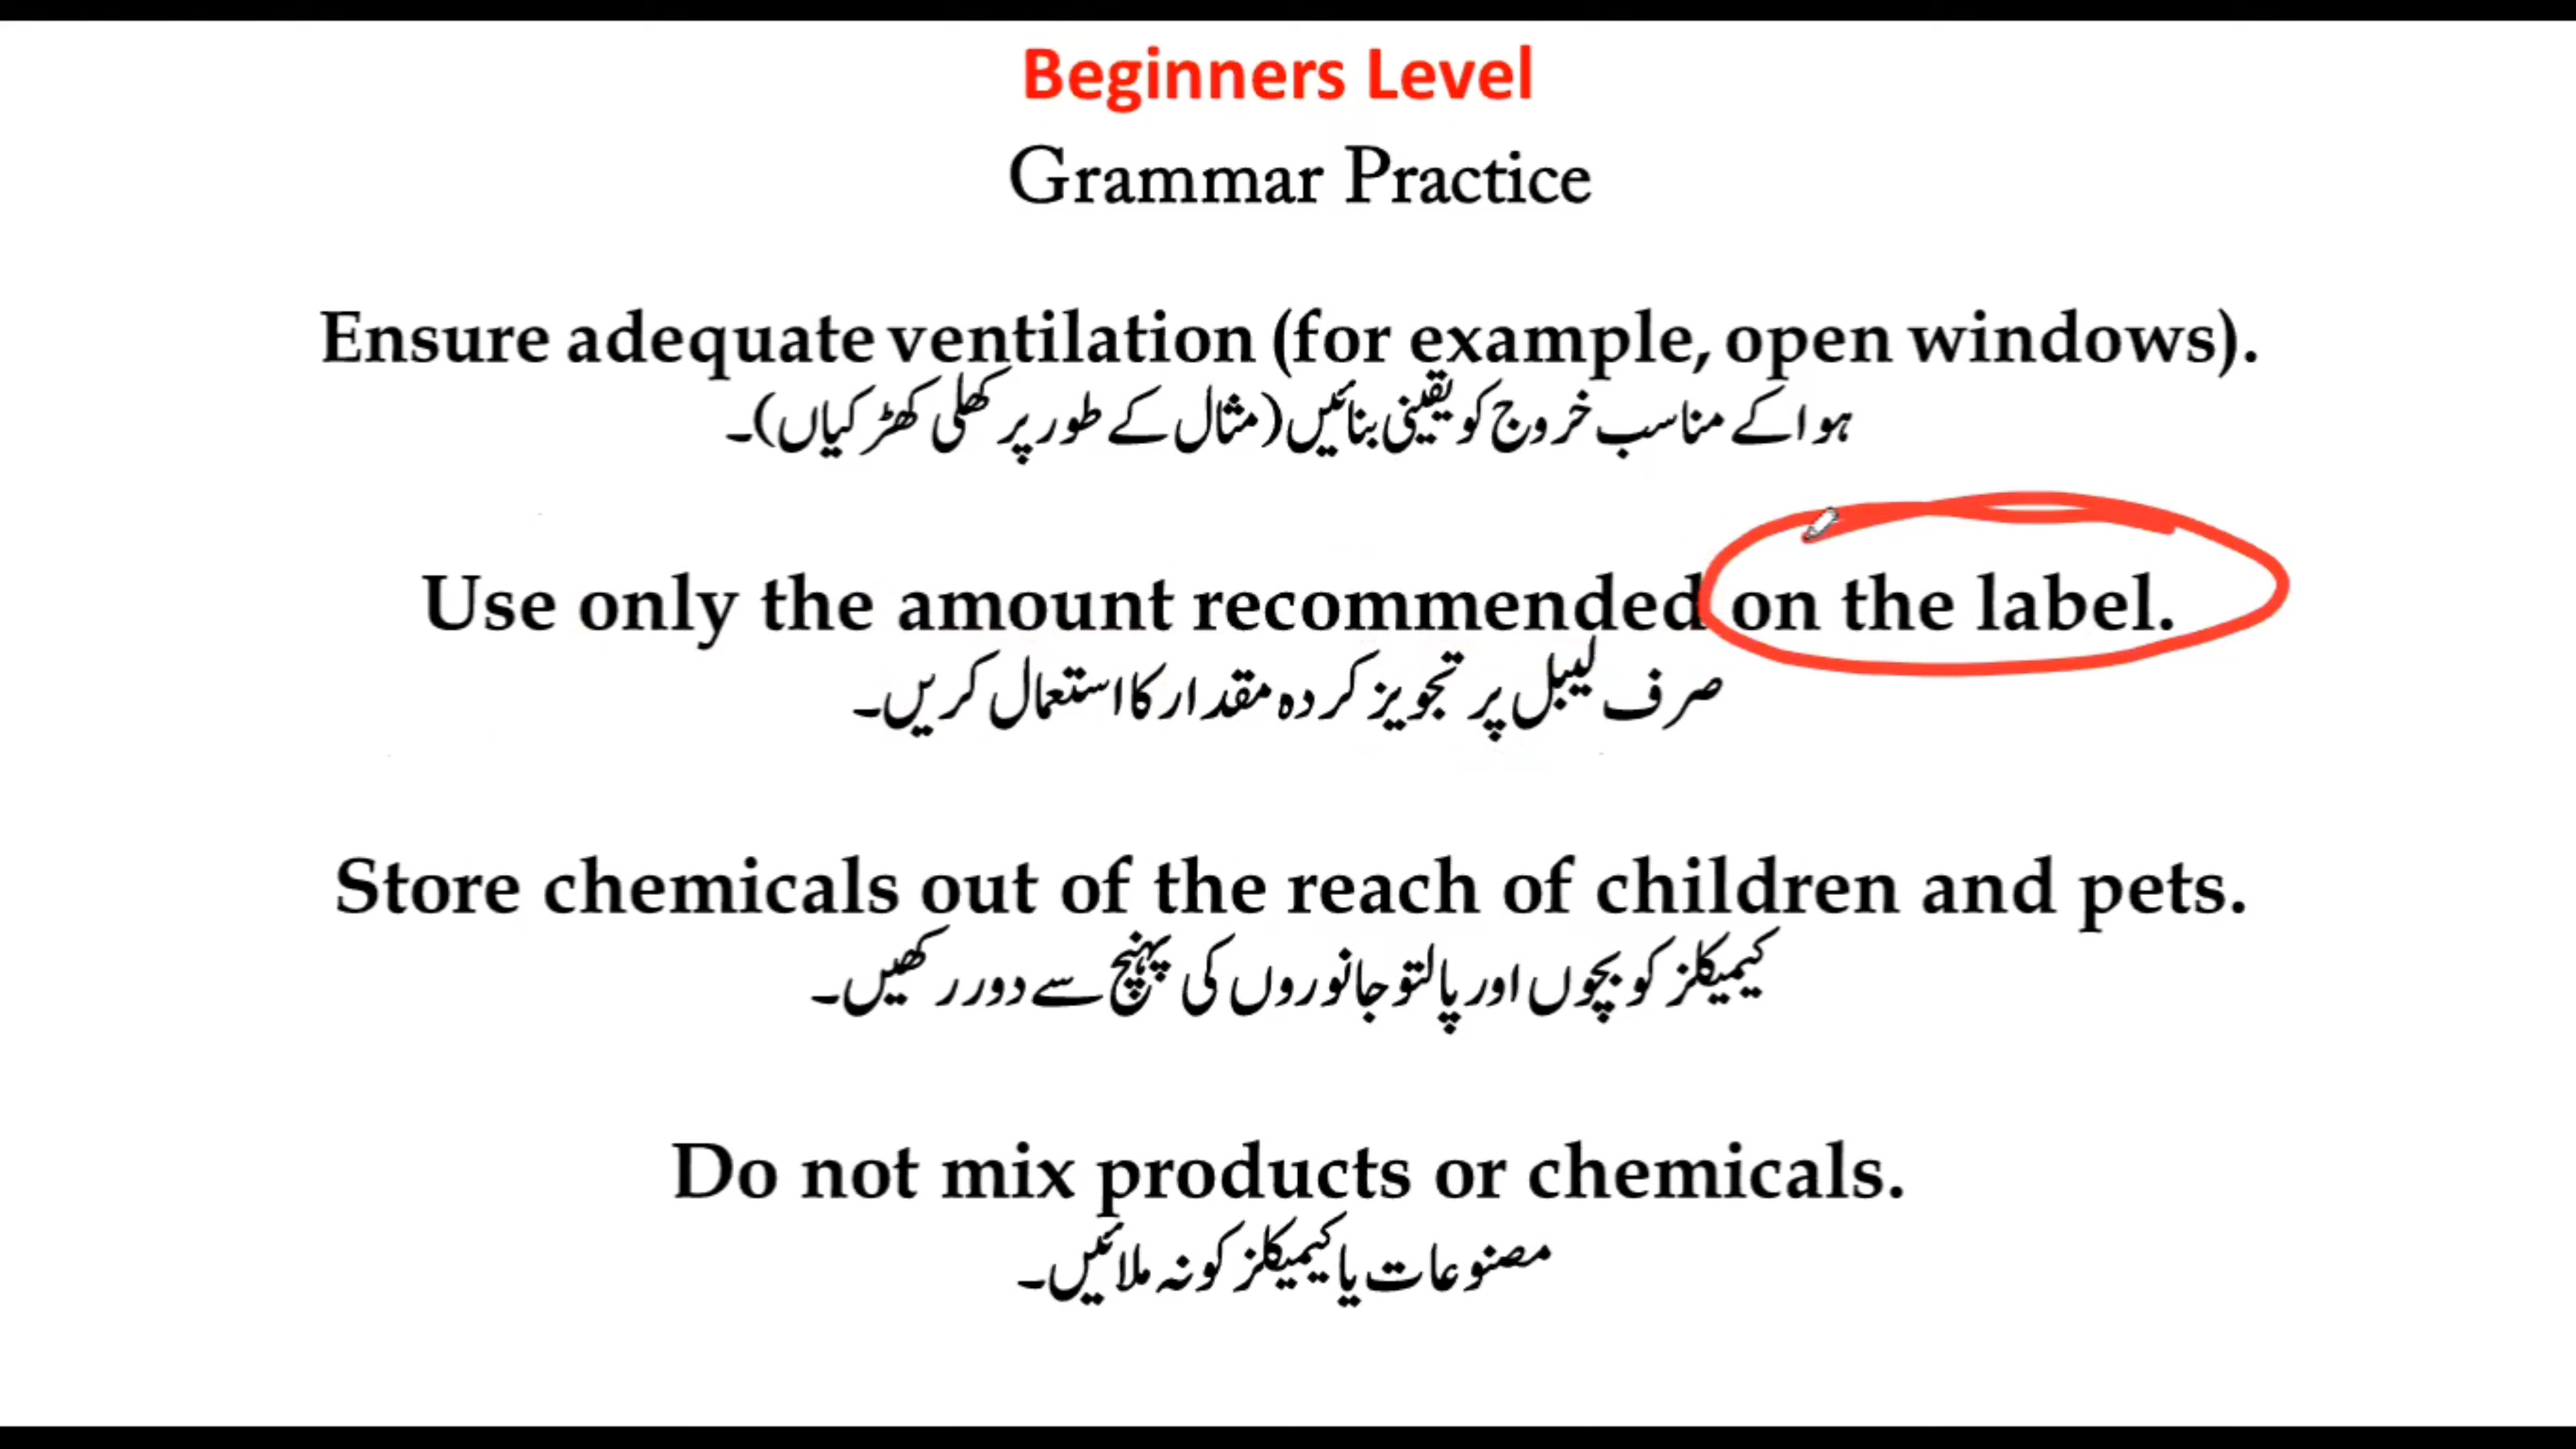 Beginners Level
Grammar Practice
Ensure adequate ventilation (for example, open windows).
ہوا کے مناسب خروج کو یقینی بنائیں (مثال کے طور پر کھلی کھڑکیاں)۔
Use only the amount recommended on the label.
صرف لیبل پر تجویز کردہ مقدار کا استعمال کریں۔
Store chemicals out of the reach of children and pets.
کیمیکلز کو بچوں اور پالتو جانوروں کی پہنچ سے دور رکھیں۔
Do not mix products or chemicals.
مصنوعات یا کیمیکلز کو نہ ملائیں۔